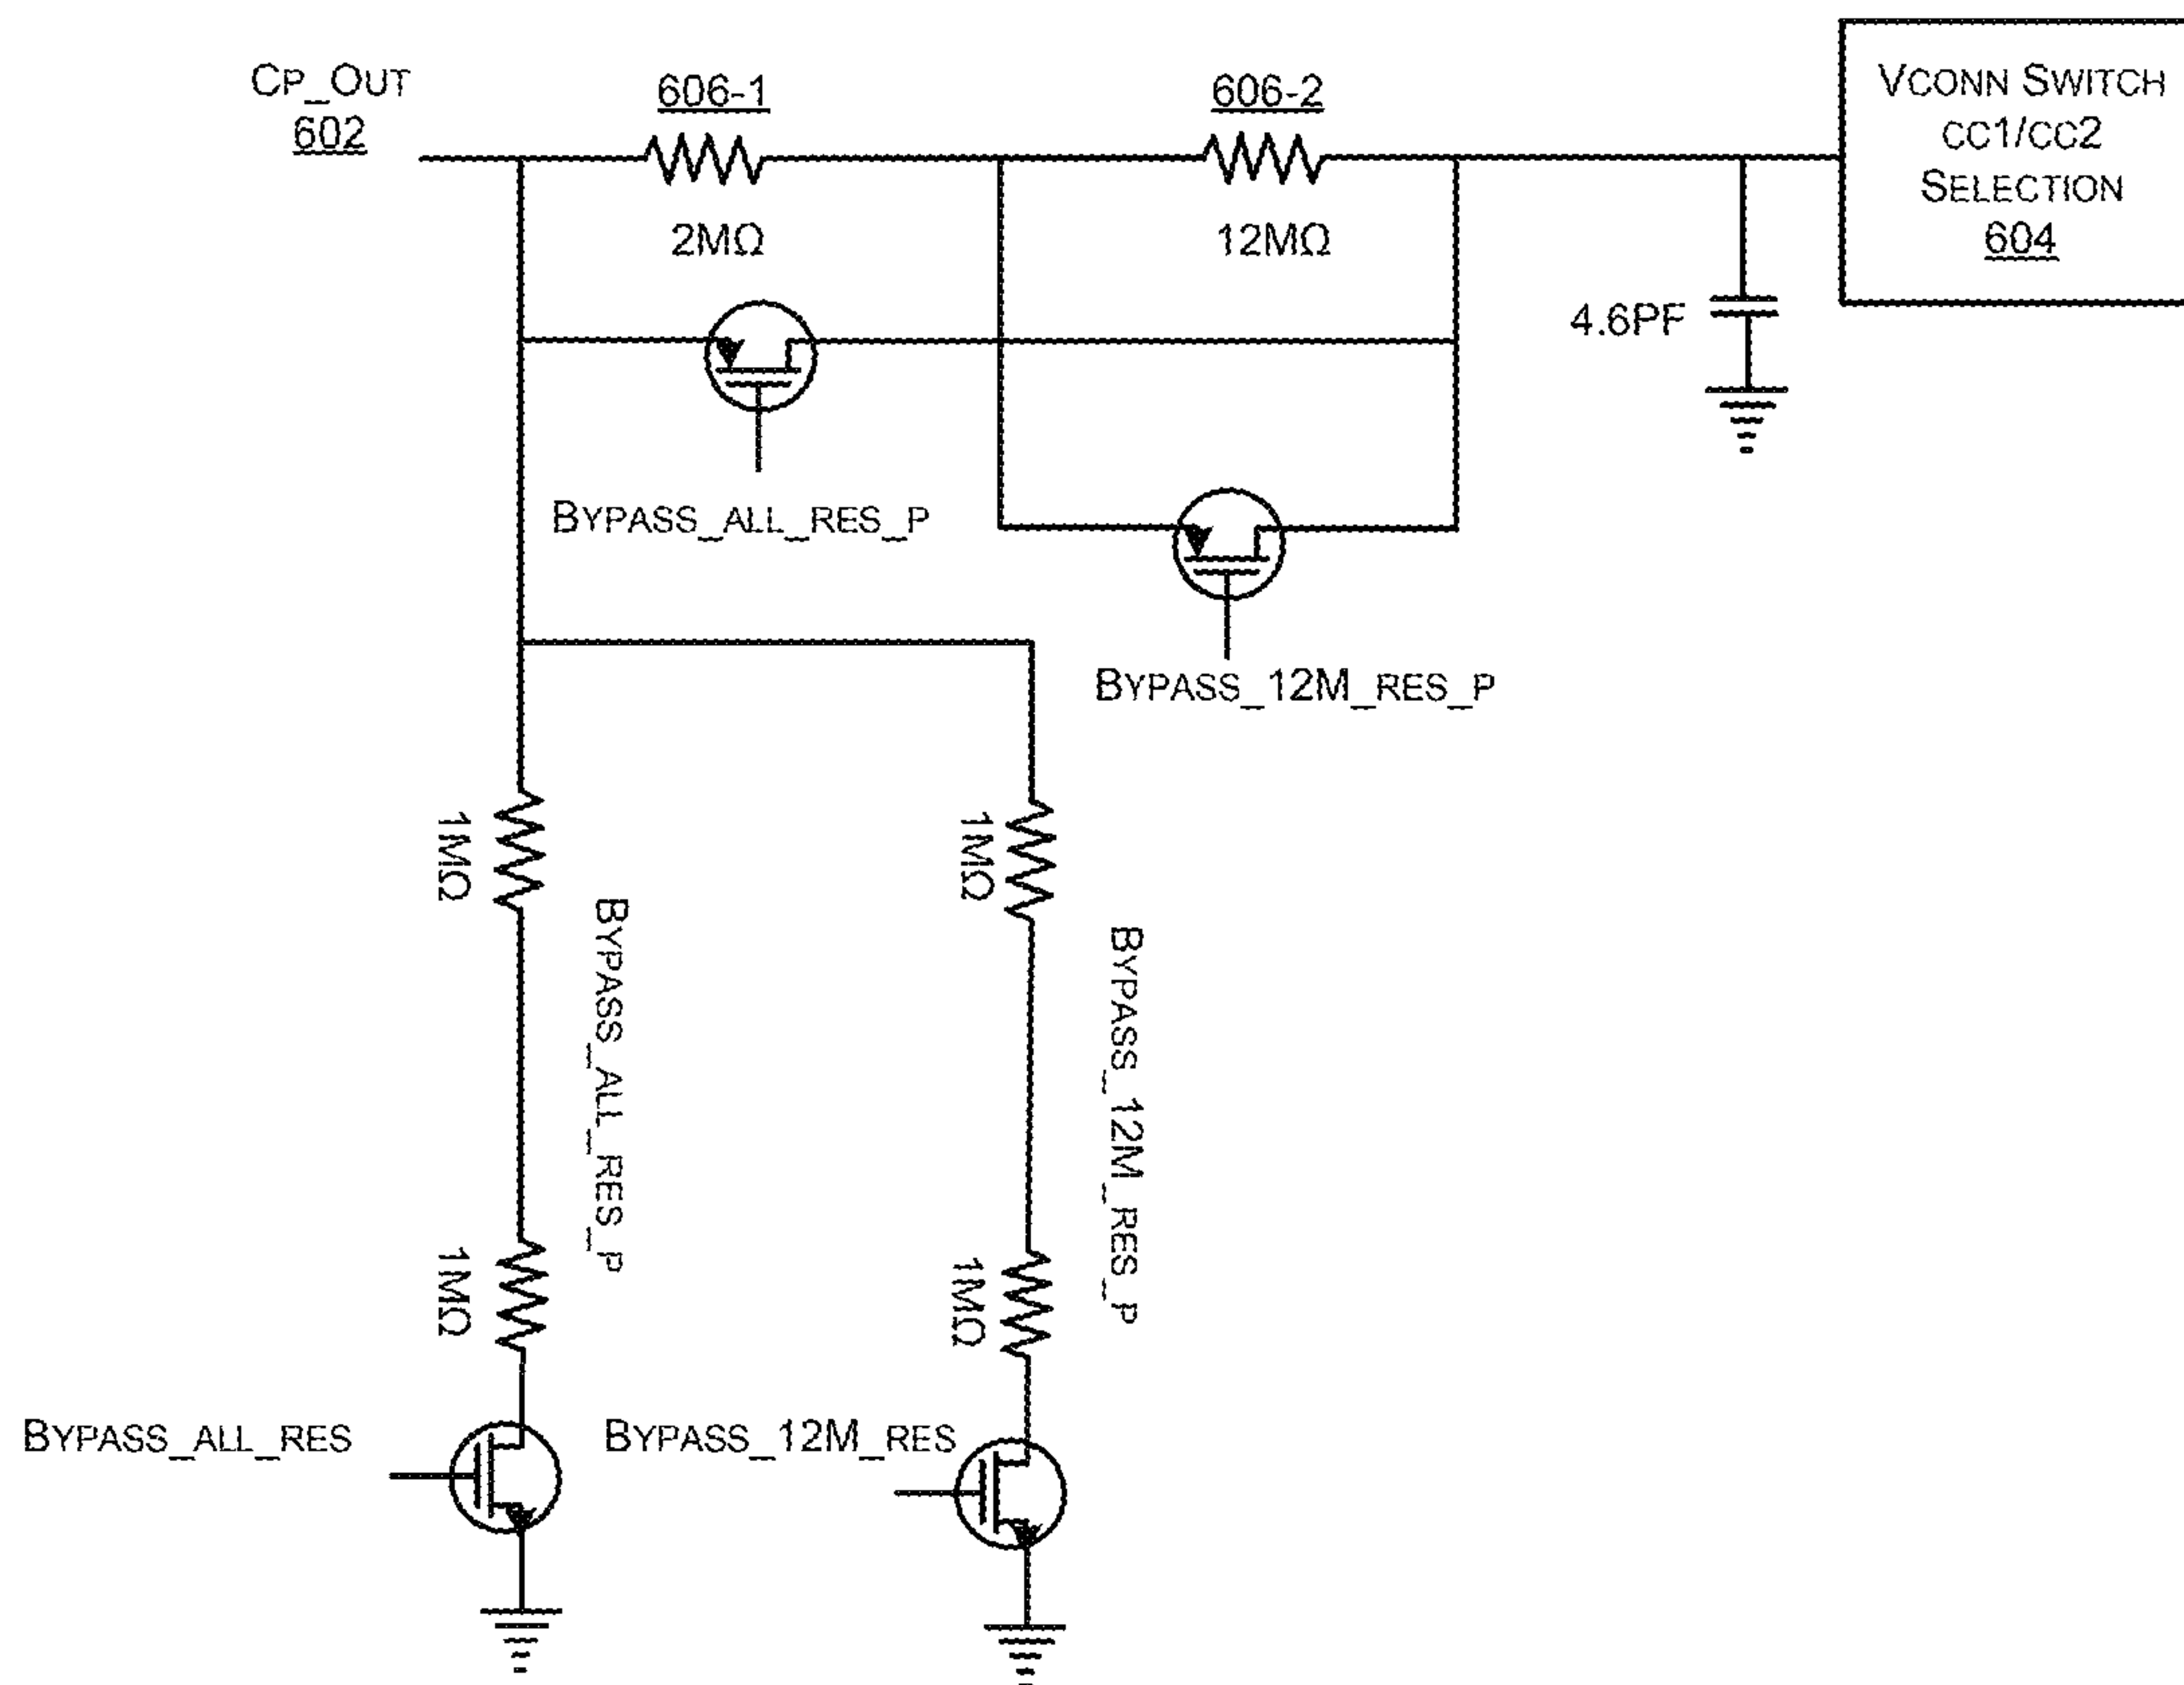 CP_OUT
602
606-1
2MΩ
606-2
12MΩ
VCONN SWITCH
CC1/CC2
SELECTION
604
4.6PF
BYPASS_ALL_RES_P
BYPASS_12M_RES_P
1MΩ
1MΩ
BYPASS_ALL_RES_P
BYPASS_12M_RES_P
1MΩ
1MΩ
BYPASS_ALL_RES
BYPASS_12M_RES